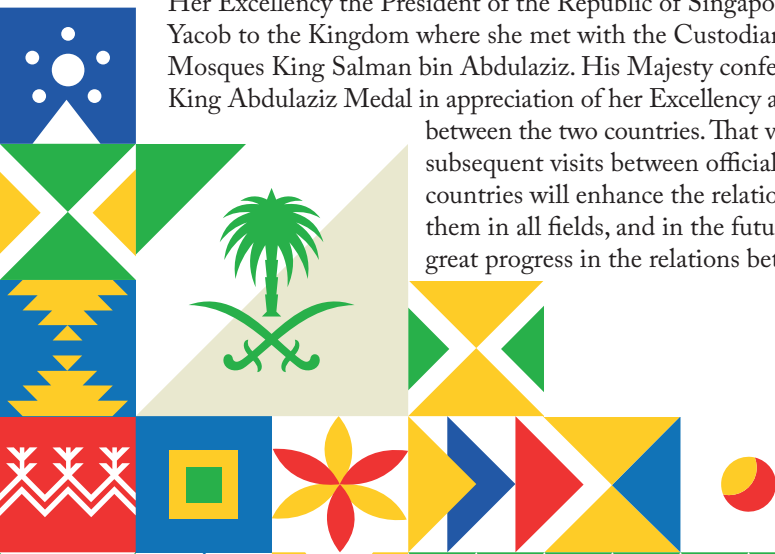 Her Excellency the President of the Republic of Singapo
Yacob to the Kingdom where she met with the Custodian
Mosques King Salman bin Abdulaziz. His Majesty confe
King Abdulaziz Medal in appreciation of her Excellency a
between the two countries. That v
subsequent visits between official
countries will enhance the relatio
them in all fields, and in the futu
great progress in the relations bet